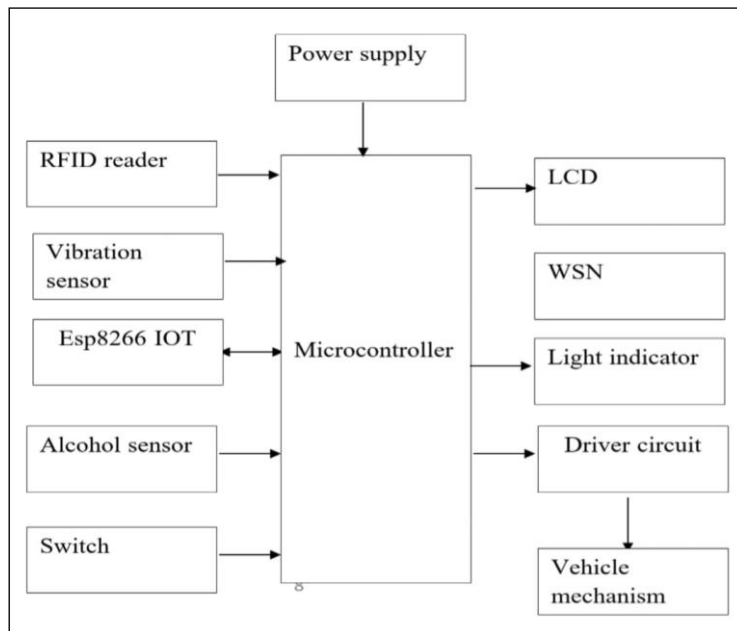 Power supply
RFID reader
LCD
Vibration
sensor
WSN
Esp8266 IOT
Microcontroller
Light indicator
Alcohol sensor
Driver circuit
Switch
Vehicle
mechanism
g